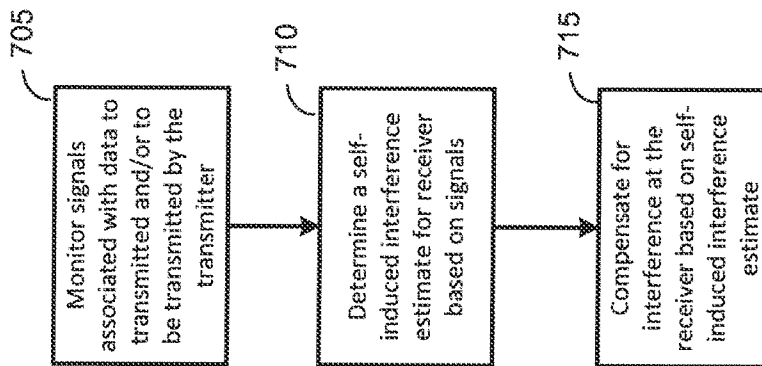 705
Monitor signals
associated with data to
transmitted and/or to
be transmitted by the
transmitter
710
Determine a self-
induced interference
estimate for receiver
based on signals
715
Compensate for
interference at the
receiver based on self-
induced interference
estimate